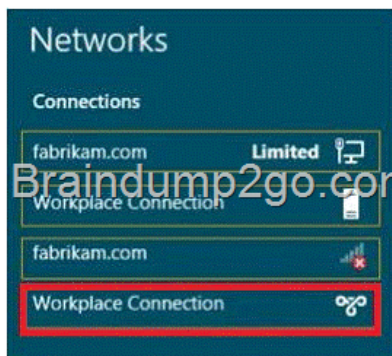 Networks
Connections
fabrikam.com Limited
Braindump2go.com
Workplace Connection
fabrikam.com
Workplace Connection